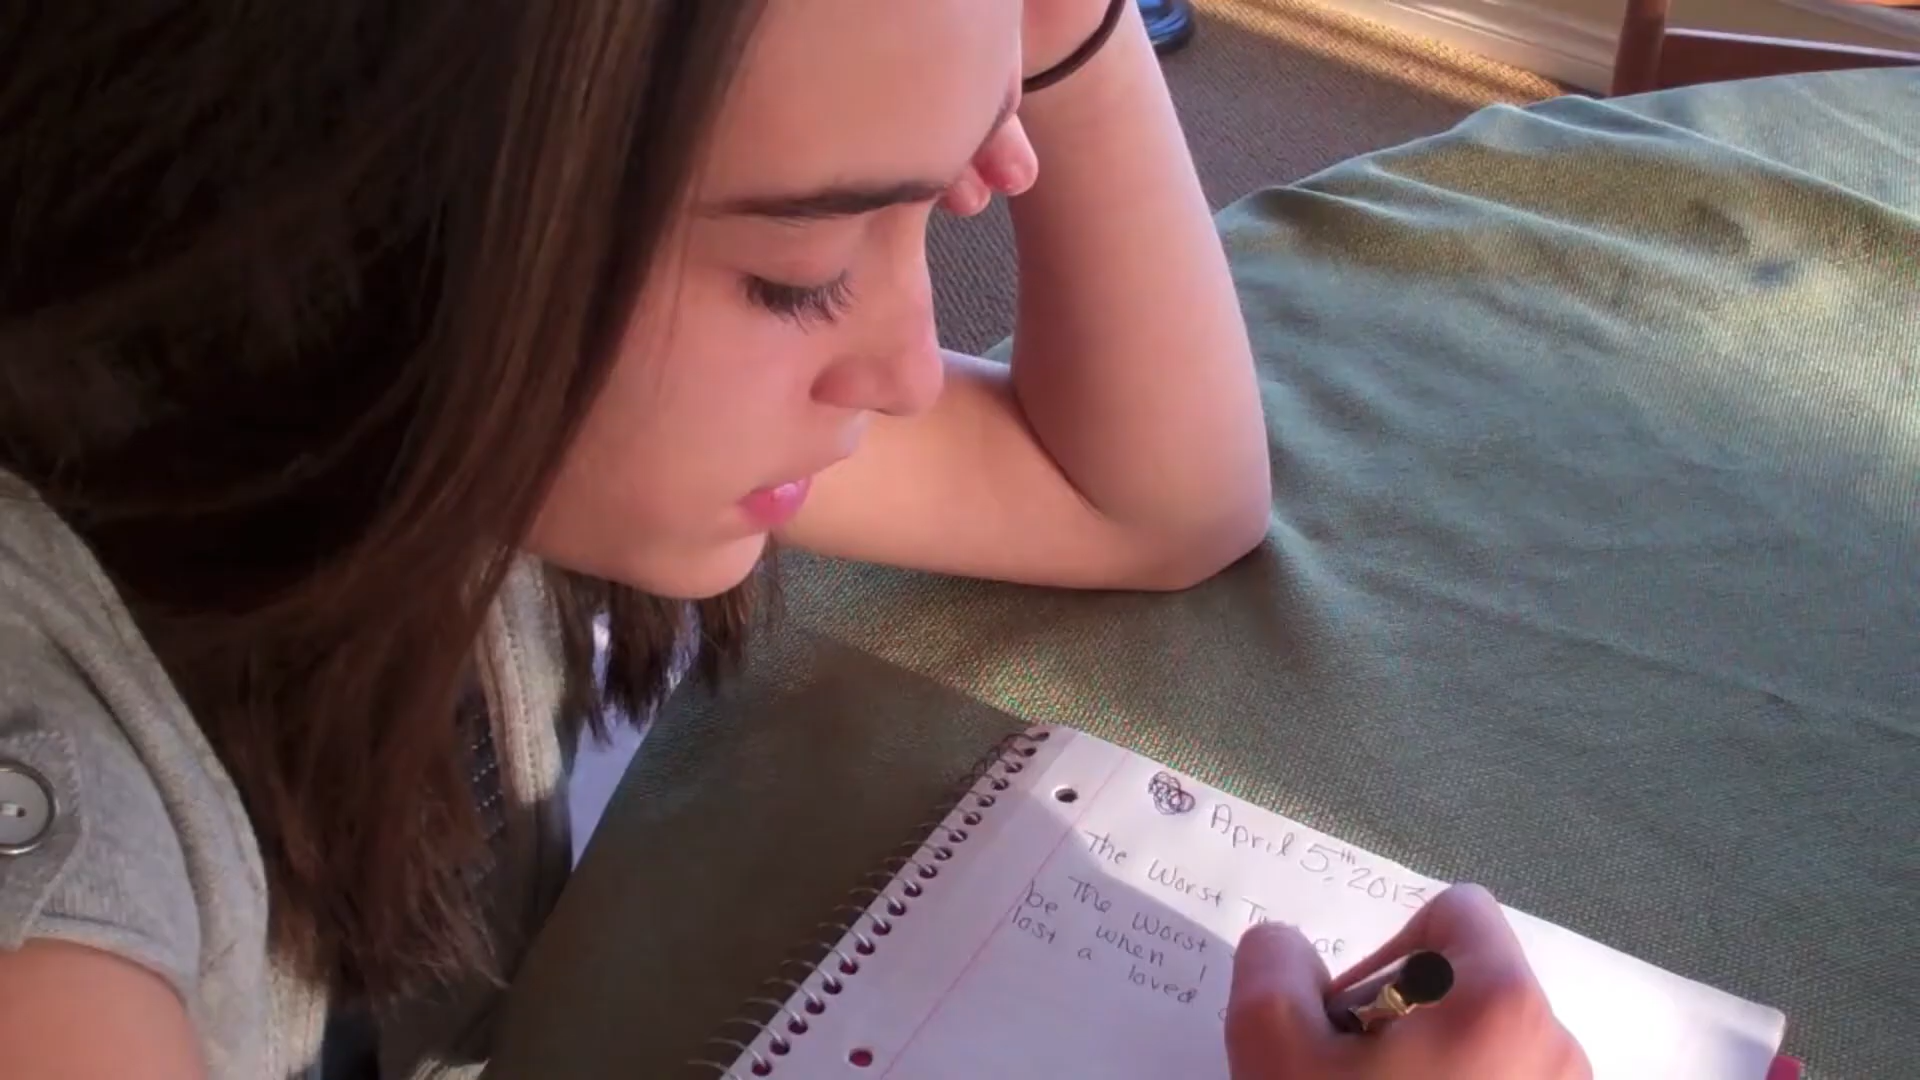 April 5th, 2013
The Worst T of
The Worst
be when I
lost a loved